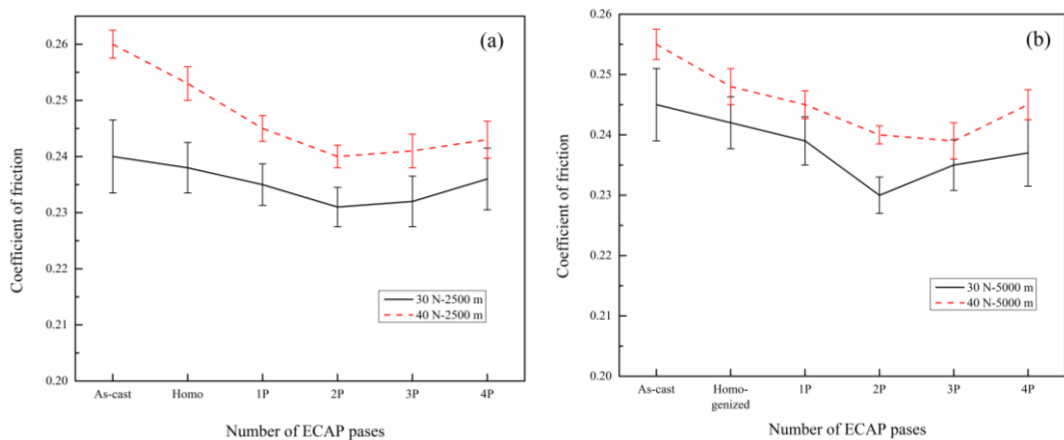 (a)
Coefficient of friction
0.26
0.25
0.24
0.23
0.22
0.21
0.20
30 N-2500 m
40 N-2500 m
As-cast Homo 1P 2P 3P 4P
Number of ECAP pases
(b)
Coefficient of friction
0.26
0.25
0.24
0.23
0.22
0.21
0.20
30 N-5000 m
40 N-5000 m
As-cast Homo- 1P 2P 3P 4P
genized
Number of ECAP pases